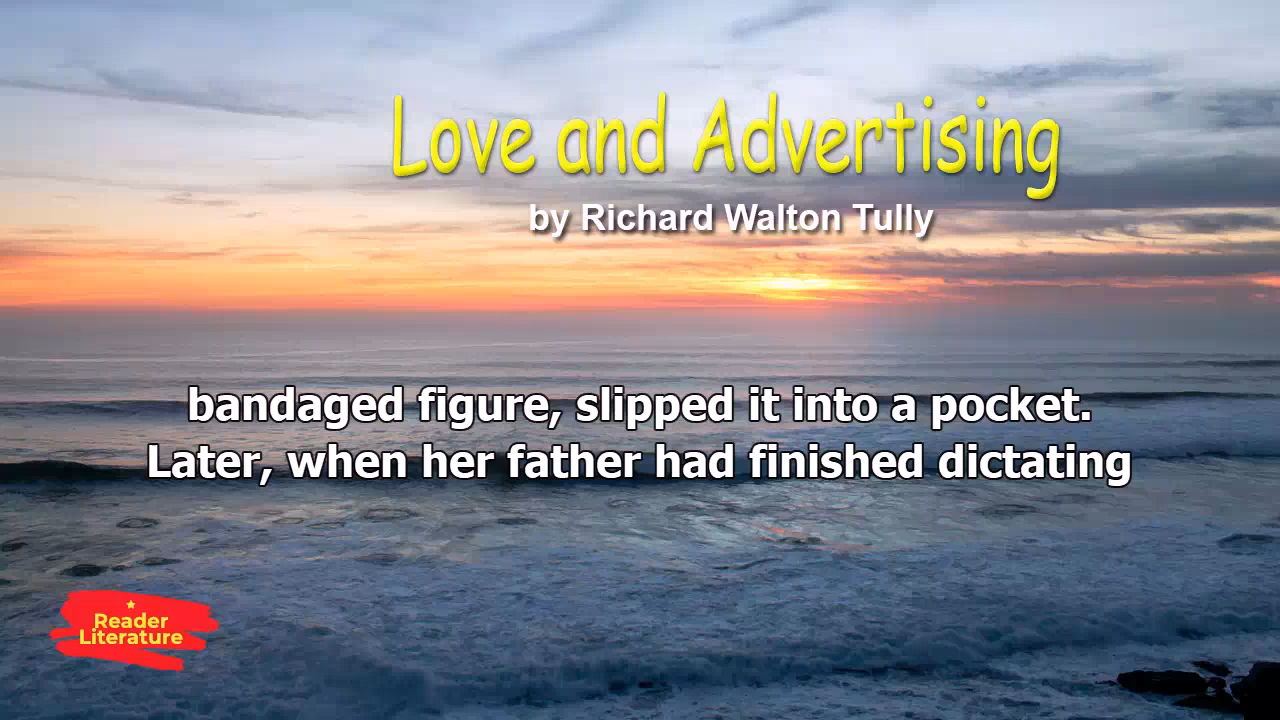 Love and Advertising
by Richard Walton Tully
bandaged figure, slipped it into a pocket.
Later, when her father had finished dictating
Reader
Literature